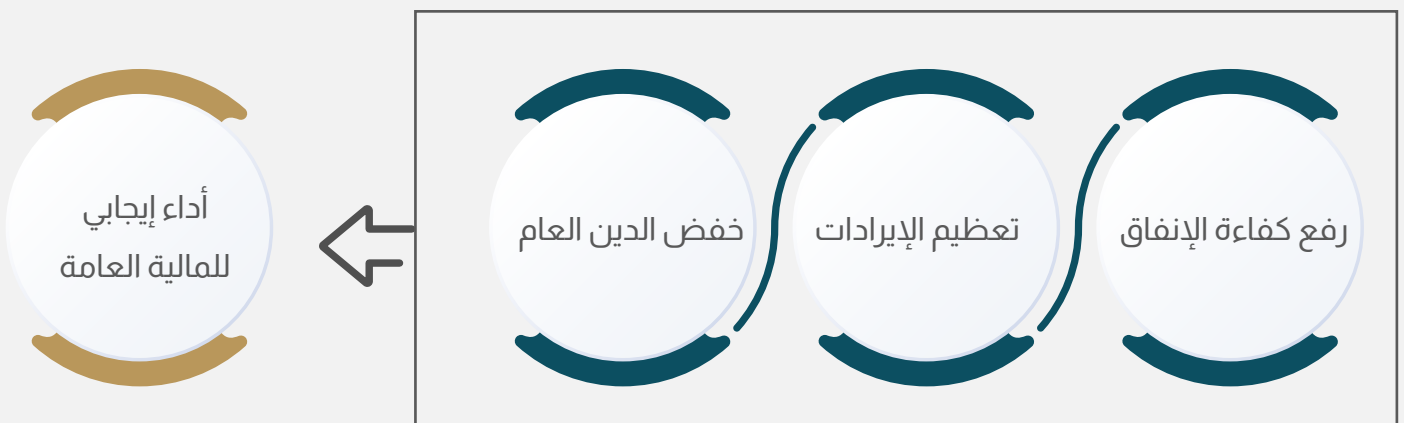 رفع كفاءة الإنفاق
تعظيم الإيرادات
خفض الدين العام
أداء إيجابي
للمالية العامة